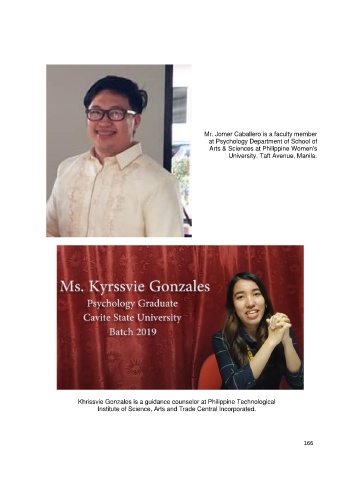 Mr. Jomer Caballero is a faculty member
at Psychology Department of School of
Arts & Sciences at Philippine Women's
University, Taft Avenue, Manila.
Ms. Kyrssvie Gonzales
Psychology Graduate
Cavite State University
Batch 2019
Khrissvie Gonzales is a guidance counselor at Philippine Technological
Institute of Science, Arts and Trade Central Incorporated.
166